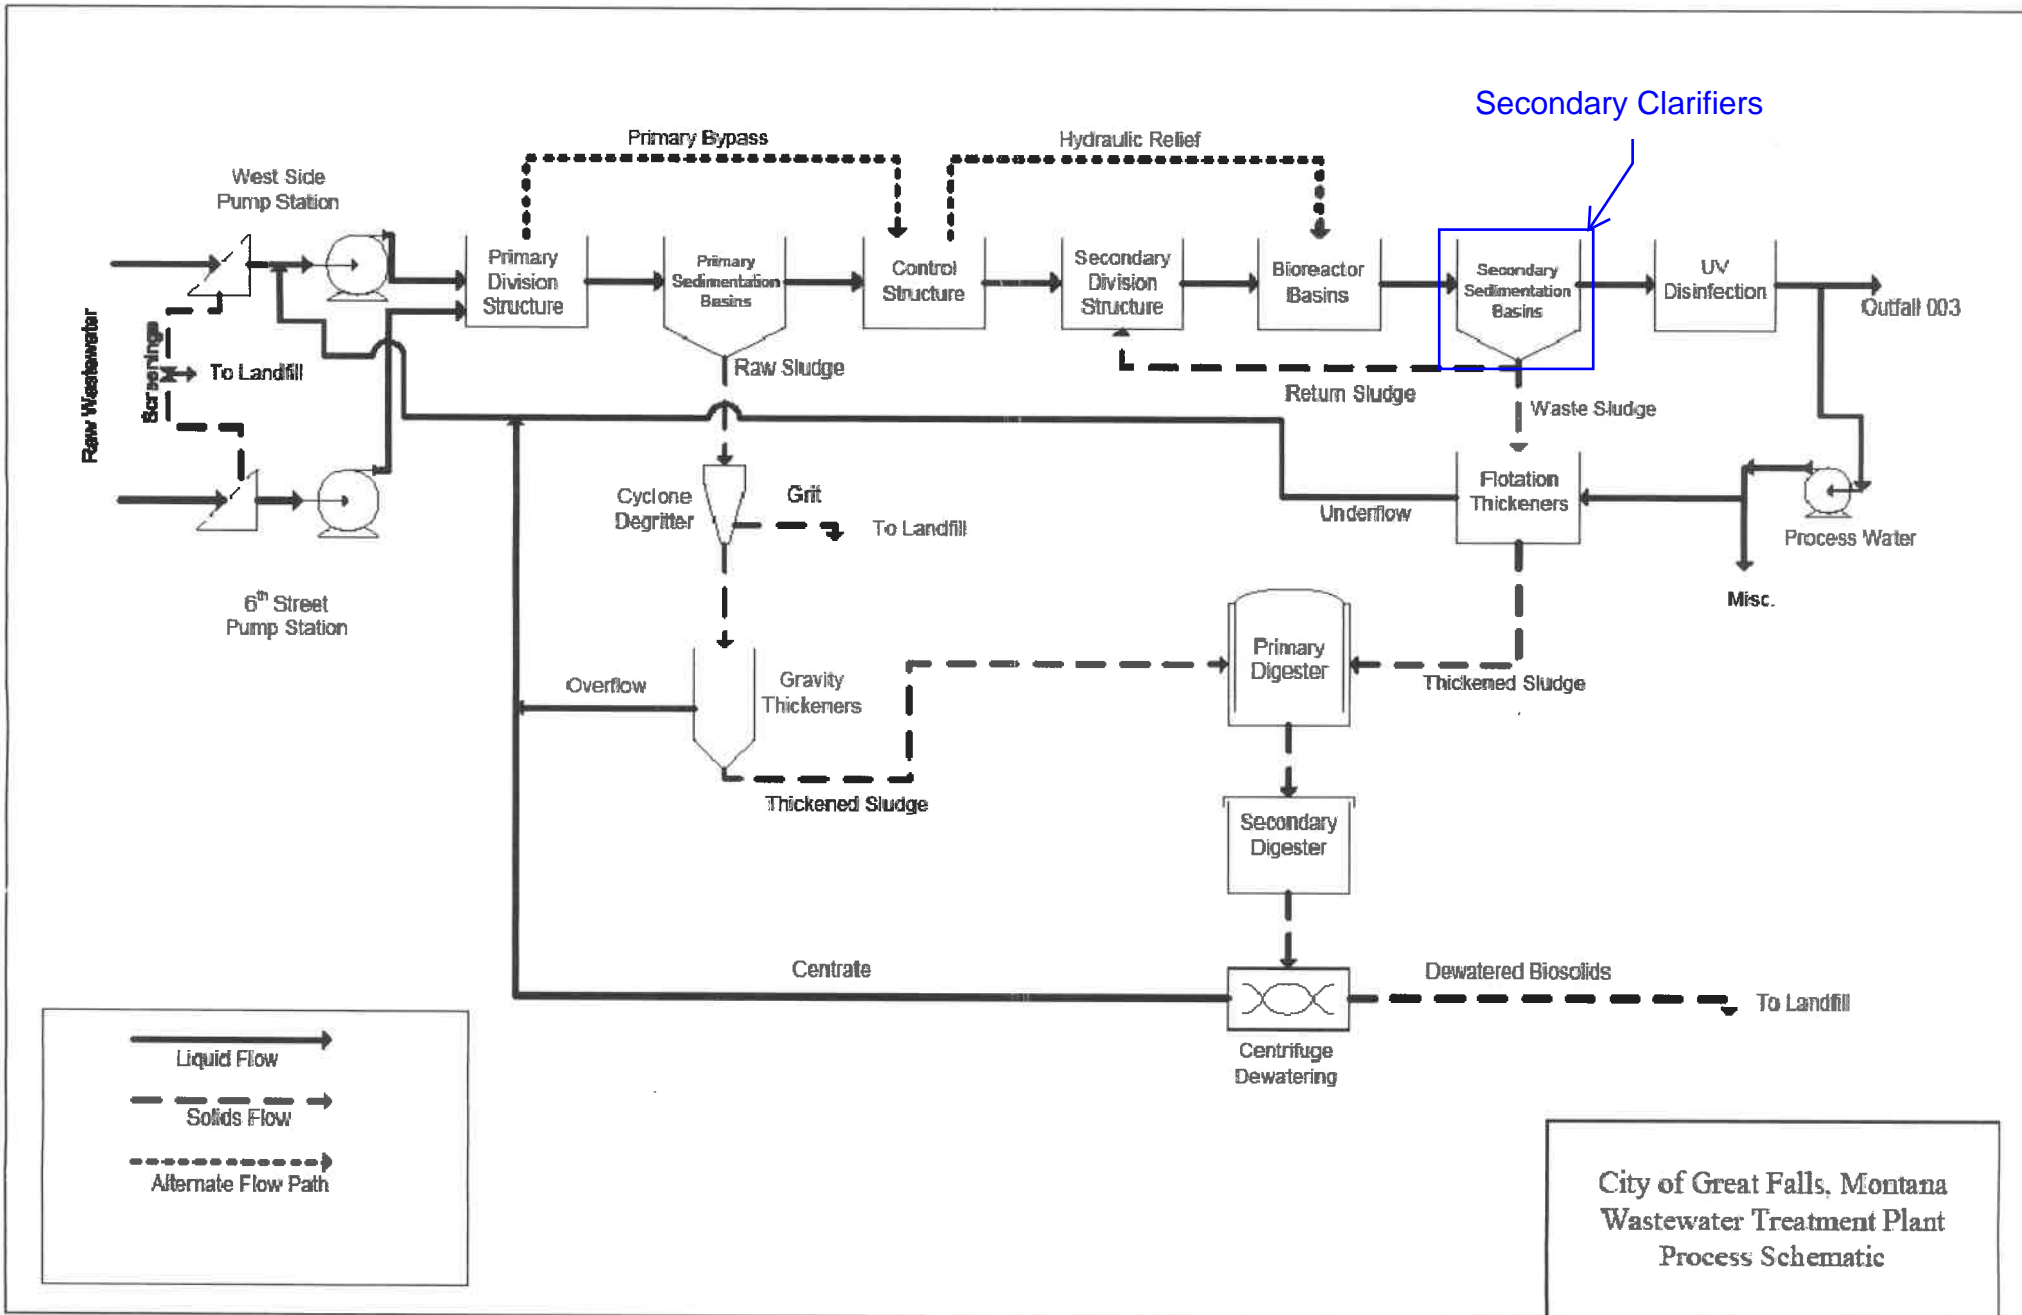 Secondary Clarifiers
Primary Bypass
Hydraulic Relief
West Side
Pump Station
Primary
Division
Structure
Primary
Sedimentation
Basins
Control
Structure
Secondary
Division
Structure
Bioreactor
Basins
Secondary
Sedimentation
Basins
UV
Disinfection
Outfall 003
Raw Wastewater
Screenings
To Landfill
Raw Sludge
Return Sludge
Waste Sludge
Cyclone
Degritter
Grit
To Landfill
Underflow
Flotation
Thickeners
Process Water
Misc.
6th Street
Pump Station
Overflow
Gravity
Thickeners
Primary
Digester
Thickened Sludge
Thickened Sludge
Secondary
Digester
Centrate
Dewatered Biosolids
To Landfill
Centrifuge
Dewatering
Liquid Flow
Solids Flow
Alternate Flow Path
City of Great Falls, Montana
Wastewater Treatment Plant
Process Schematic